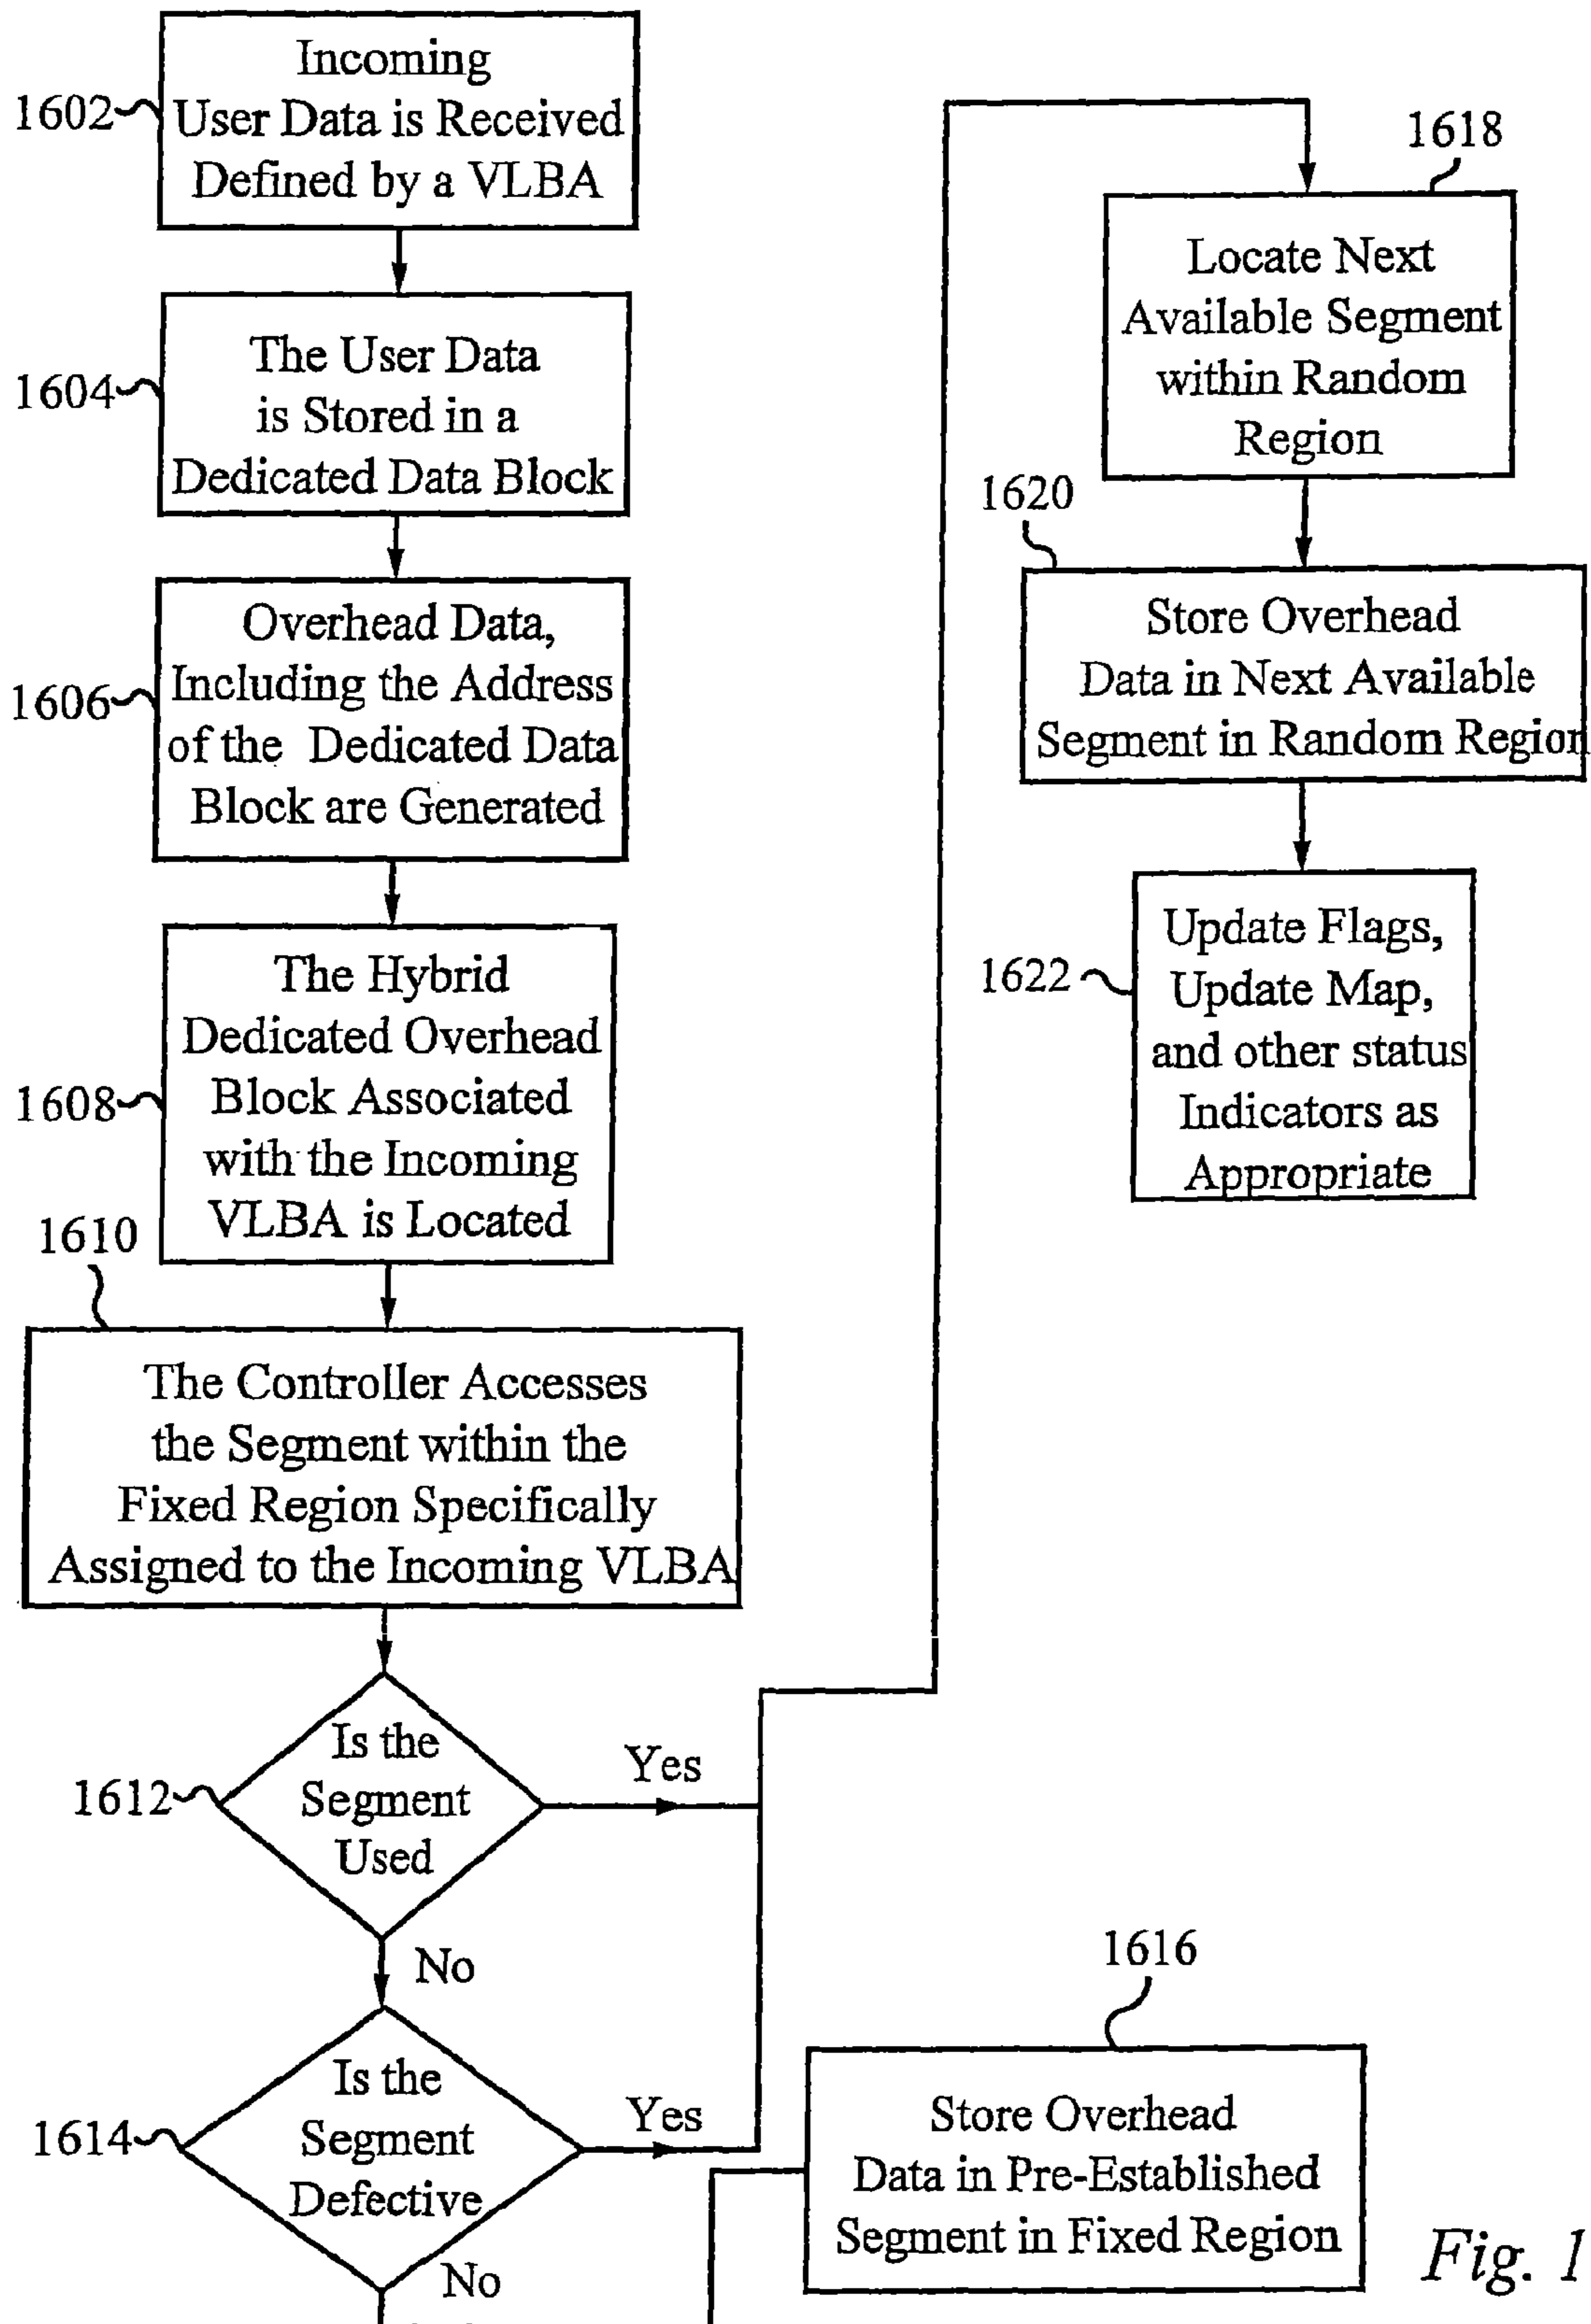 1602
Incoming
User Data is Received
Defined by a VLBA
1604
The User Data
is Stored in a
Dedicated Data Block
1606
Overhead Data,
Including the Address
of the Dedicated Data
Block are Generated
1608
The Hybrid
Dedicated Overhead
Block Associated
with the Incoming
VLBA is Located
1610
The Controller Accesses
the Segment within the
Fixed Region Specifically
Assigned to the Incoming VLBA
1612
Is the
Segment
Used
Yes
No
1614
Is the
Segment
Defective
Yes
No
1616
Store Overhead
Data in Pre-Established
Segment in Fixed Region
1618
Locate Next
Available Segment
within Random
Region
1620
Store Overhead
Data in Next Available
Segment in Random Region
1622
Update Flags,
Update Map,
and other status
Indicators as
Appropriate
Fig. 1